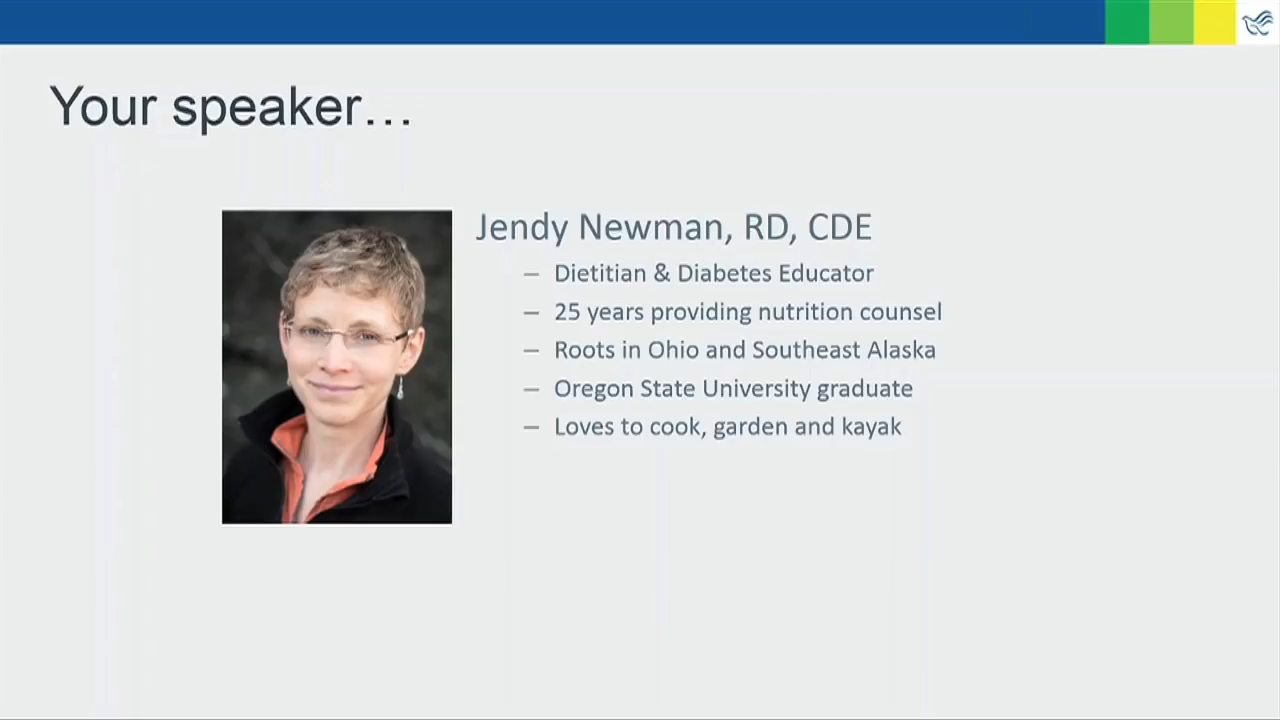 Your speaker…
Jendy Newman, RD, CDE
– Dietitian & Diabetes Educator
– 25 years providing nutrition counsel
– Roots in Ohio and Southeast Alaska
– Oregon State University graduate
– Loves to cook, garden and kayak